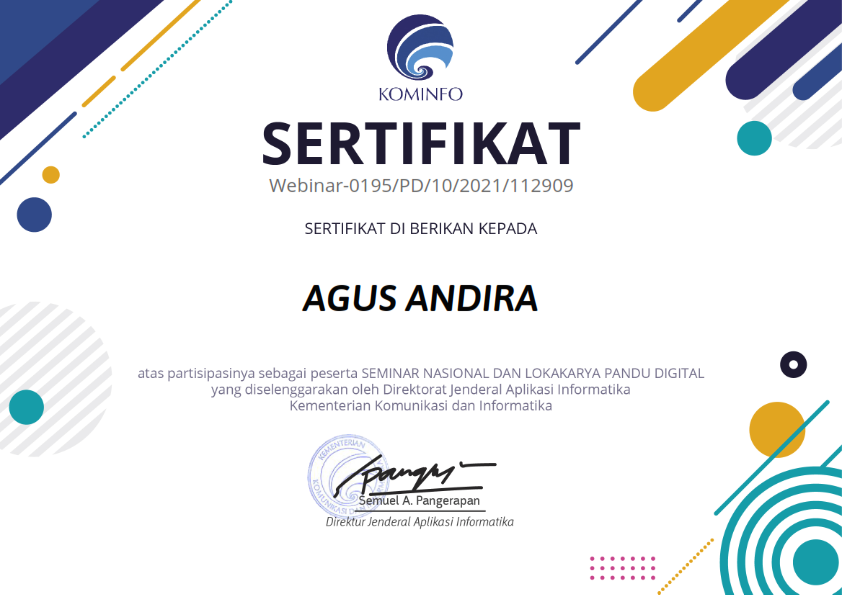 KOMINFO
SERTIFIKAT
Webinar-0195/PD/10/2021/112909
SERTIFIKAT DI BERIKAN KEPADA
AGUS ANDIRA
atas partisipasinya sebagai peserta SEMINAR NASIONAL DAN LOKAKARYA PANDU DIGITAL
yang diselenggarakan oleh Direktorat Jenderal Aplikasi Informatika
Kementerian Komunikasi dan Informatika
KEMENTERIAN
KOMUNIKASI DAN
Semuel A. Pangerapan
Direktur Jenderal Aplikasi Informatika